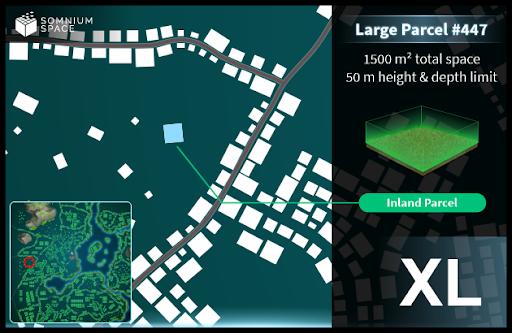 SOMNIUM
SPACE
Large Parcel #447
1500 m² total space
50 m height & depth limit
Inland Parcel
XL